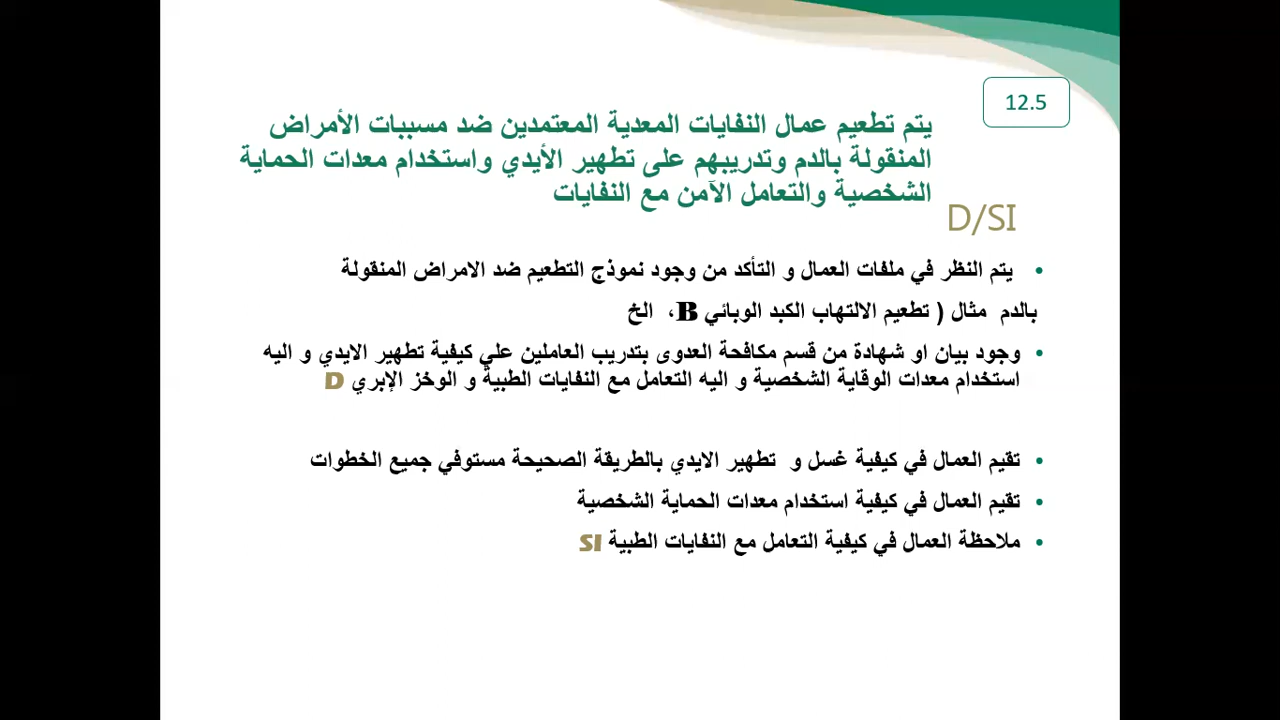 12.5
يتم تطعيم عمال النفايات المعدية المعتمدين ضد مسببات الأمراض
المنقولة بالدم وتدريبهم على تطهير الأيدي واستخدام معدات الحماية
الشخصية والتعامل الآمن مع النفايات
D/SI
• يتم النظر في ملفات العمال و التأكد من وجود نموذج التطعيم ضد الامراض المنقولة
بالدم مثال ( تطعيم الالتهاب الكبد الوبائي B، الخ
• وجود بيان او شهادة من قسم مكافحة العدوى بتدريب العاملين علي كيفية تطهير الايدي و اليه
استخدام معدات الوقاية الشخصية و اليه التعامل مع النفايات الطبية و الوخز الإبري D
• تقيم العمال في كيفية غسل و تطهير الايدي بالطريقة الصحيحة مستوفي جميع الخطوات
• تقيم العمال في كيفية استخدام معدات الحماية الشخصية
• ملاحظة العمال في كيفية التعامل مع النفايات الطبية SI